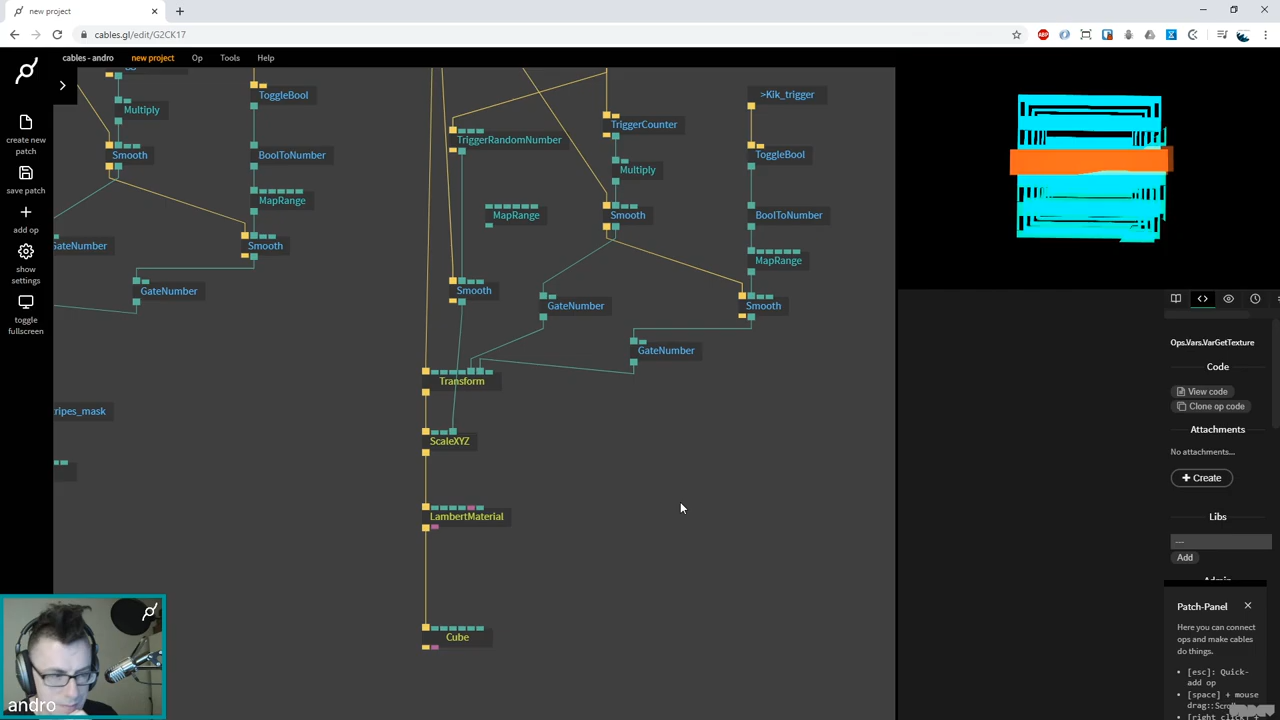 new project
cables.gl/edit/G2CK17
cables - andro
new project
Op
Tools
Help
create new
patch
save patch
add op
show
settings
toggle
fullscreen
ToggleBool
Multiply
Smooth
BoolToNumber
MapRange
GateNumber
Smooth
GateNumber
tripes_mask
TriggerRandomNumber
TriggerCounter
>Kik_trigger
ToggleBool
Multiply
MapRange
Smooth
BoolToNumber
MapRange
Smooth
GateNumber
Smooth
GateNumber
Transform
ScaleXYZ
LambertMaterial
Cube
Ops.Vars.VarGetTexture
Code
View code
Clone op code
Attachments
No attachments...
+ Create
Libs
---
Add
Patch-Panel
Here you can connect
ops and make cables
do things.
• [esc]: Quick-
add op
• [space] + mouse
drag: Scroll
• [right click] +
andro